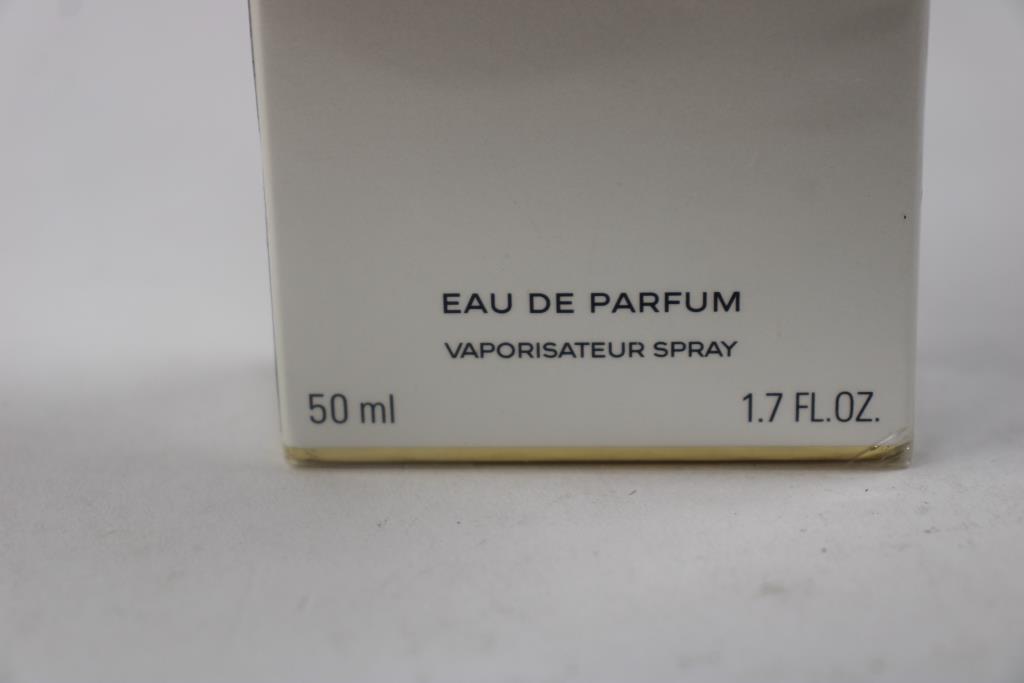 EAU DE PARFUM
VAPORISATEUR SPRAY
50 ml 1.7 FL.OZ.